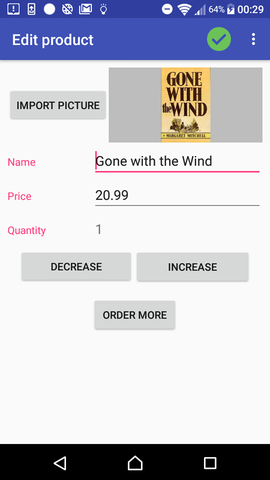 64% 00:29
Edit product
IMPORT PICTURE
GONE
WITH
the WIND
MARGARET MITCHELL
Name Gone with the Wind
Price 20.99
Quantity 1
DECREASE INCREASE
ORDER MORE